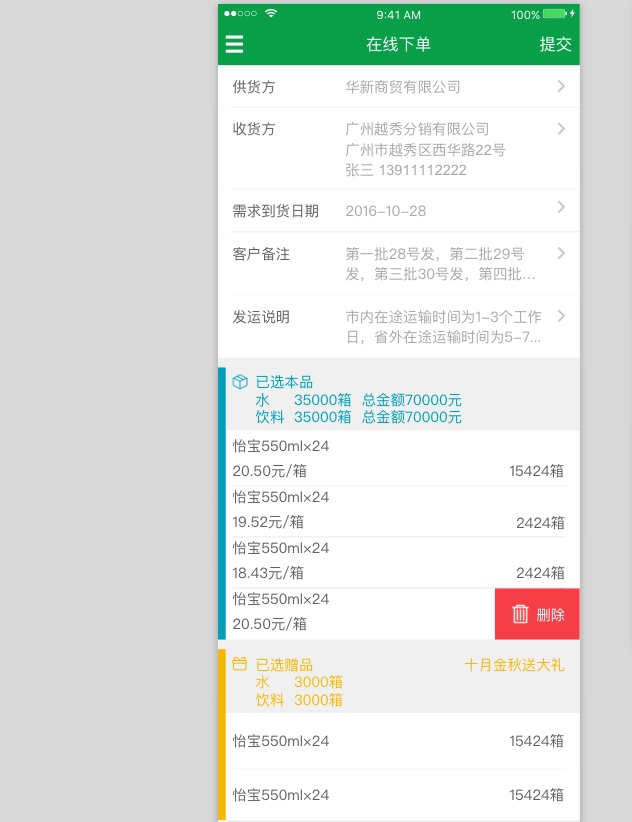 9:41 AM 100%
在线下单 提交
供货方 华新商贸有限公司
收货方 广州越秀分销有限公司
广州市越秀区西华路22号
张三 13911112222
需求到货日期 2016-10-28
客户备注 第一批28号发，第二批29号
发，第三批30号发，第四批...
发运说明 市内在途运输时间为1-3个工作
日，省外在途运输时间为5-7...
已选本品
水 35000箱 总金额70000元
饮料 35000箱 总金额70000元
怡宝550ml×24
20.50元/箱 15424箱
怡宝550ml×24
19.52元/箱 2424箱
怡宝550ml×24
18.43元/箱 2424箱
怡宝550ml×24
20.50元/箱 删除
已选赠品 十月金秋送大礼
水 3000箱
饮料 3000箱
怡宝550ml×24 15424箱
怡宝550ml×24 15424箱